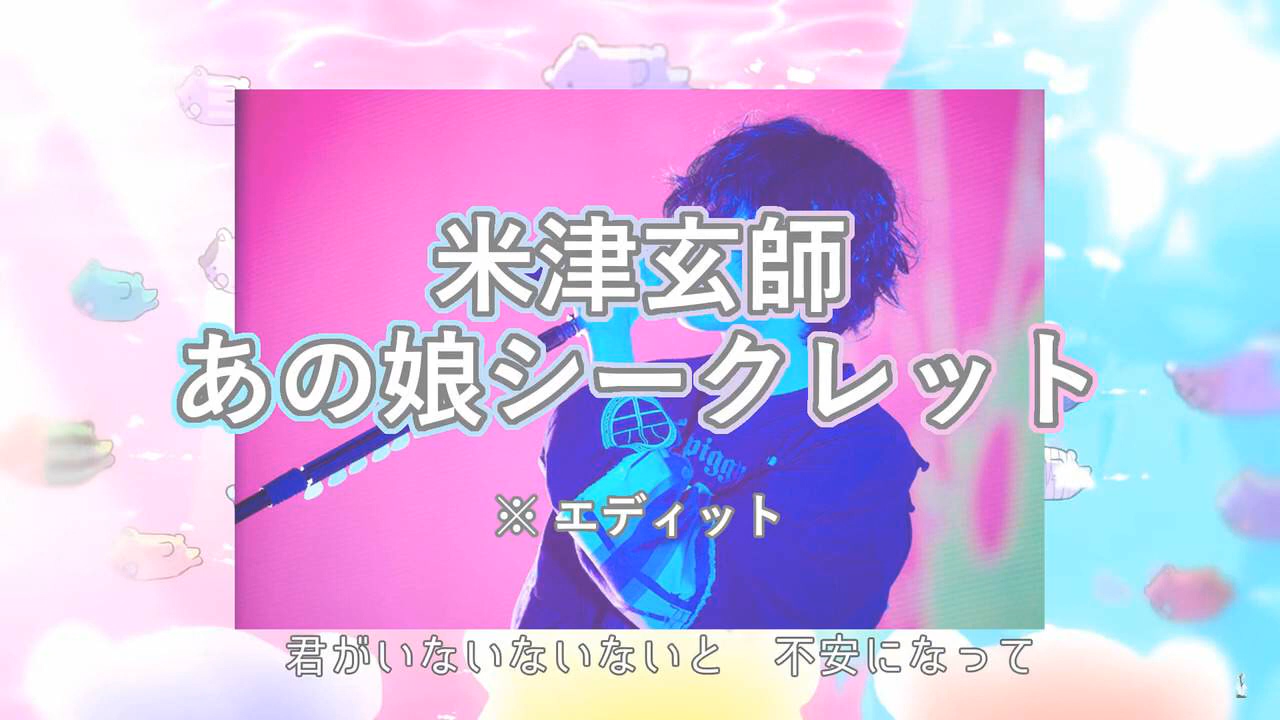 米津玄師
あの娘シークレット
piggy
※ エディット
君がいないないないと　不安になって